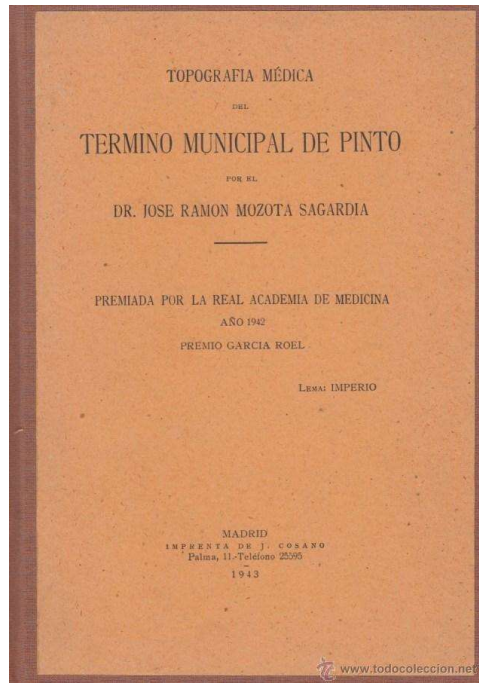 TOPOGRAFIA MÉDICA
DEL
TERMINO MUNICIPAL DE PINTO
POR EL
DR. JOSE RAMON MOZOTA SAGARDIA
PREMIADA POR LA REAL ACADEMIA DE MEDICINA
AÑO 1942
PREMIO GARCIA ROEL
LEMA: IMPERIO
MADRID
IMPRENTA DE J. COSANO
Palma, 11.-Teléfono 25595
1943
www.todocoleccion.net